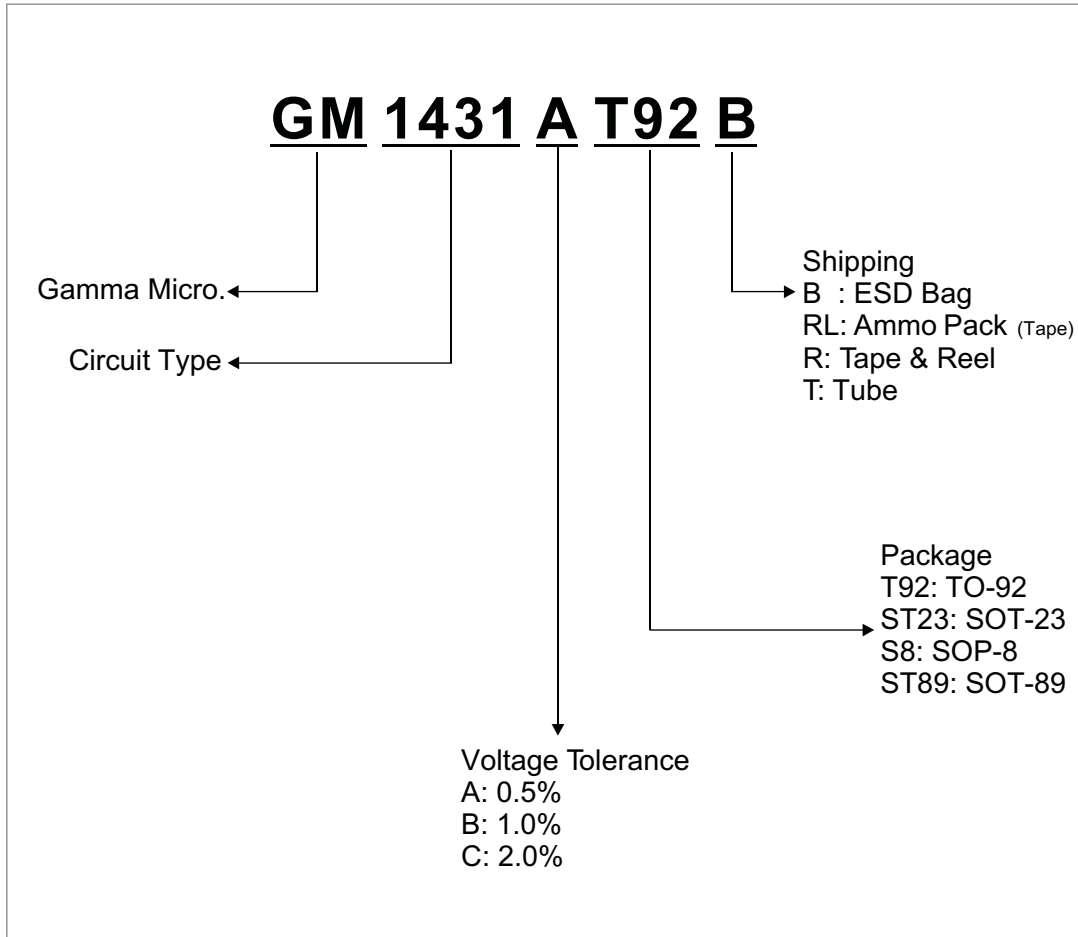 GM 1431 A T92 B
Gamma Micro.
Circuit Type
Shipping
B : ESD Bag
RL: Ammo Pack (Tape)
R: Tape & Reel
T: Tube
Package
T92: TO-92
ST23: SOT-23
S8: SOP-8
ST89: SOT-89
Voltage Tolerance
A: 0.5%
B: 1.0%
C: 2.0%